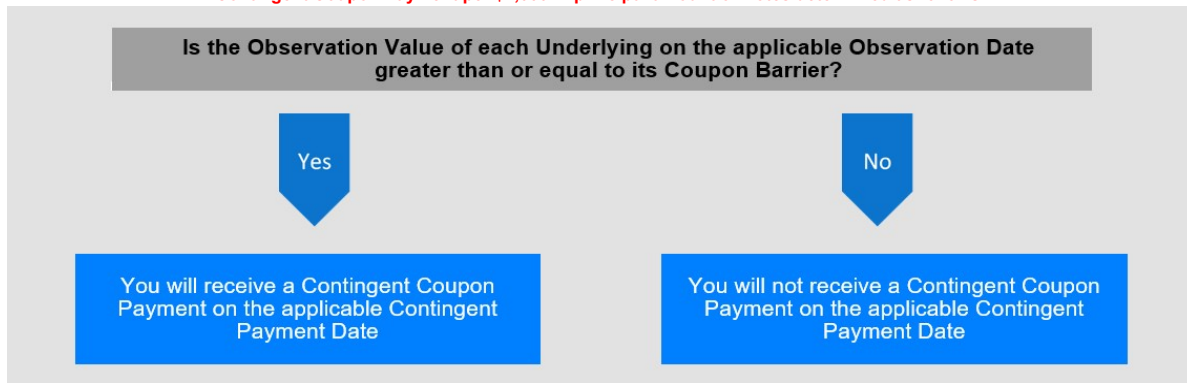 Is the Observation Value of each Underlying on the applicable Observation Date
greater than or equal to its Coupon Barrier?
Yes
No
You will receive a Contingent Coupon
Payment on the applicable Contingent
Payment Date
You will not receive a Contingent Coupon
Payment on the applicable Contingent
Payment Date